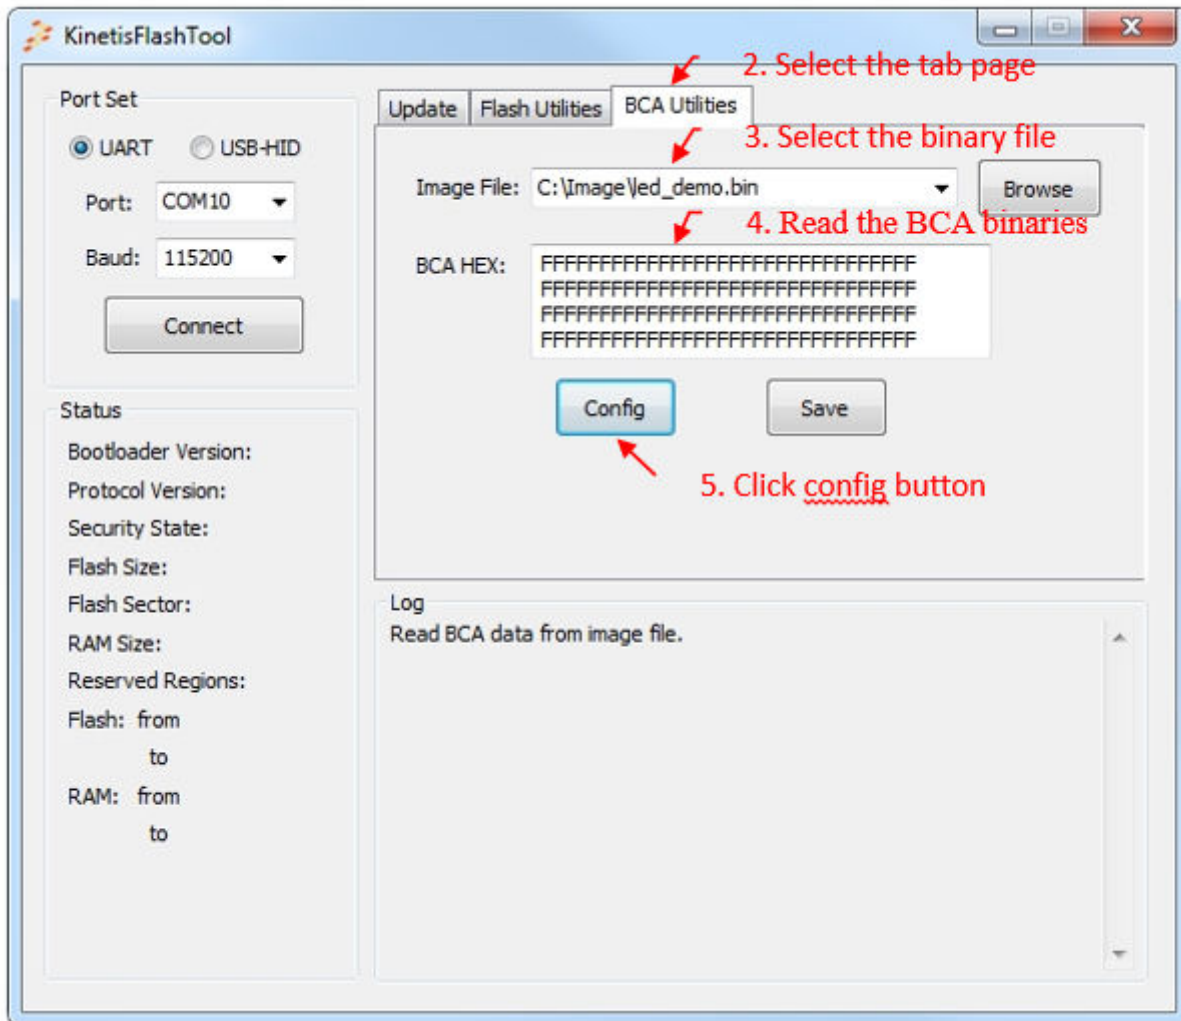 KinetisFlashTool
2. Select the tab page
Port Set
UART USB-HID
Port: COM10
Baud: 115200
Connect
Update Flash Utilities BCA Utilities
3. Select the binary file
Image File: C:\Image\led_demo.bin Browse
4. Read the BCA binaries
BCA HEX: FFFFFFFFFFFFFFFFFFFFFFFFFFFFFFFF
FFFFFFFFFFFFFFFFFFFFFFFFFFFFFFFF
FFFFFFFFFFFFFFFFFFFFFFFFFFFFFFFF
FFFFFFFFFFFFFFFFFFFFFFFFFFFFFFFF
Config Save
5. Click config button
Status
Bootloader Version:
Protocol Version:
Security State:
Flash Size:
Flash Sector:
RAM Size:
Reserved Regions:
Flash: from
to
RAM: from
to
Log
Read BCA data from image file.